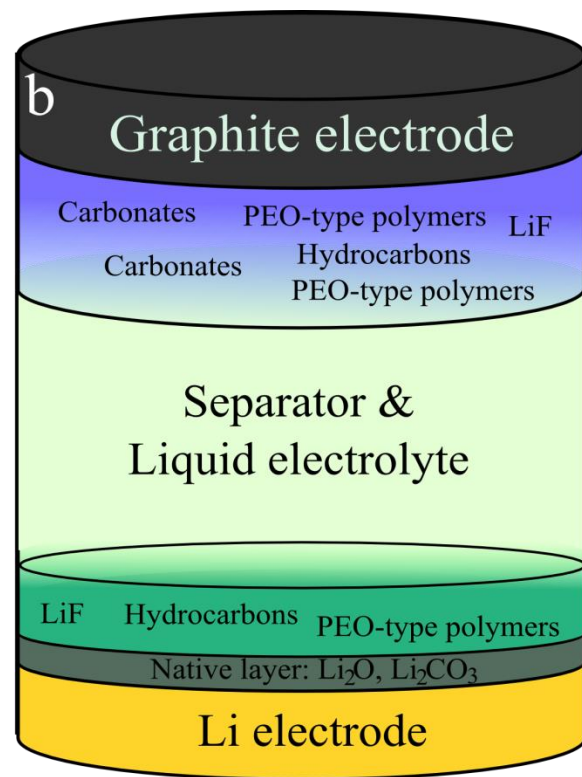 b
Graphite electrode
Carbonates PEO-type polymers LiF
Carbonates Hydrocarbons
PEO-type polymers
Separator &
Liquid electrolyte
LiF Hydrocarbons PEO-type polymers
Native layer: Li₂O, Li₂CO₃
Li electrode